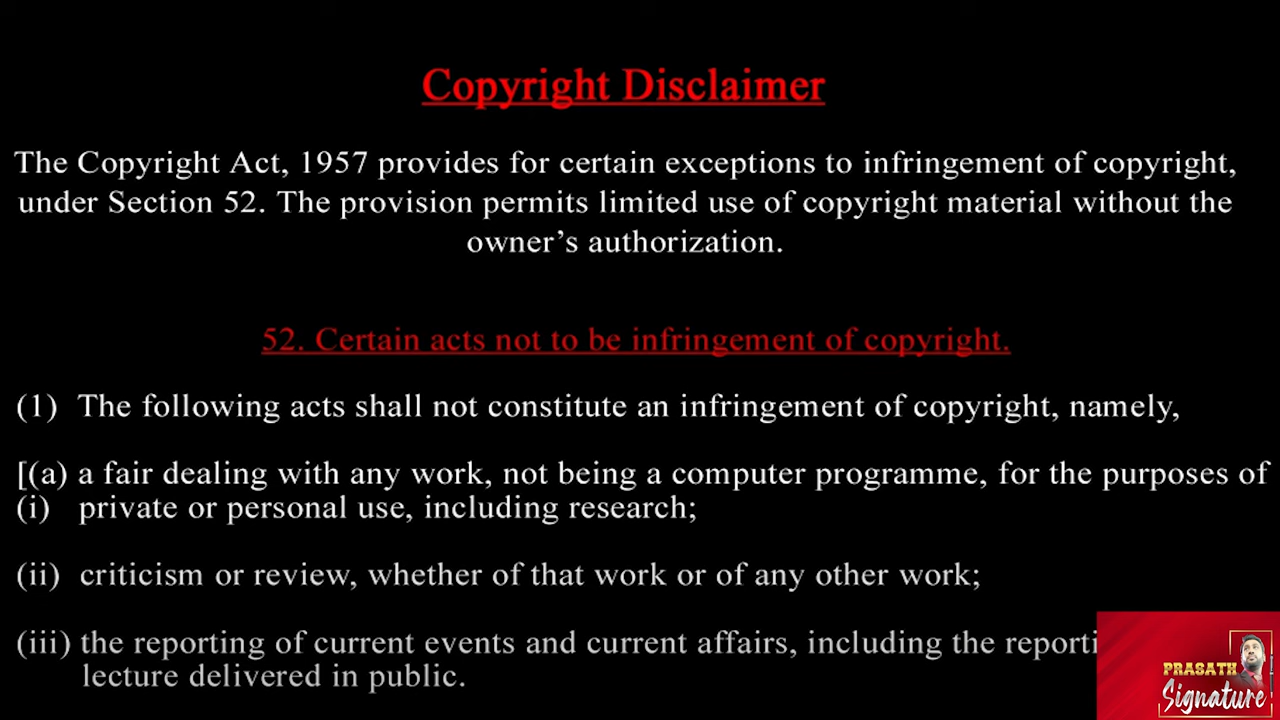 Copyright Disclaimer
The Copyright Act, 1957 provides for certain exceptions to infringement of copyright,
under Section 52. The provision permits limited use of copyright material without the
owner’s authorization.
52. Certain acts not to be infringement of copyright.
(1) The following acts shall not constitute an infringement of copyright, namely,
[(a) a fair dealing with any work, not being a computer programme, for the purposes of
(i) private or personal use, including research;
(ii) criticism or review, whether of that work or of any other work;
(iii) the reporting of current events and current affairs, including the reporti
lecture delivered in public.
PRASATH
Signature